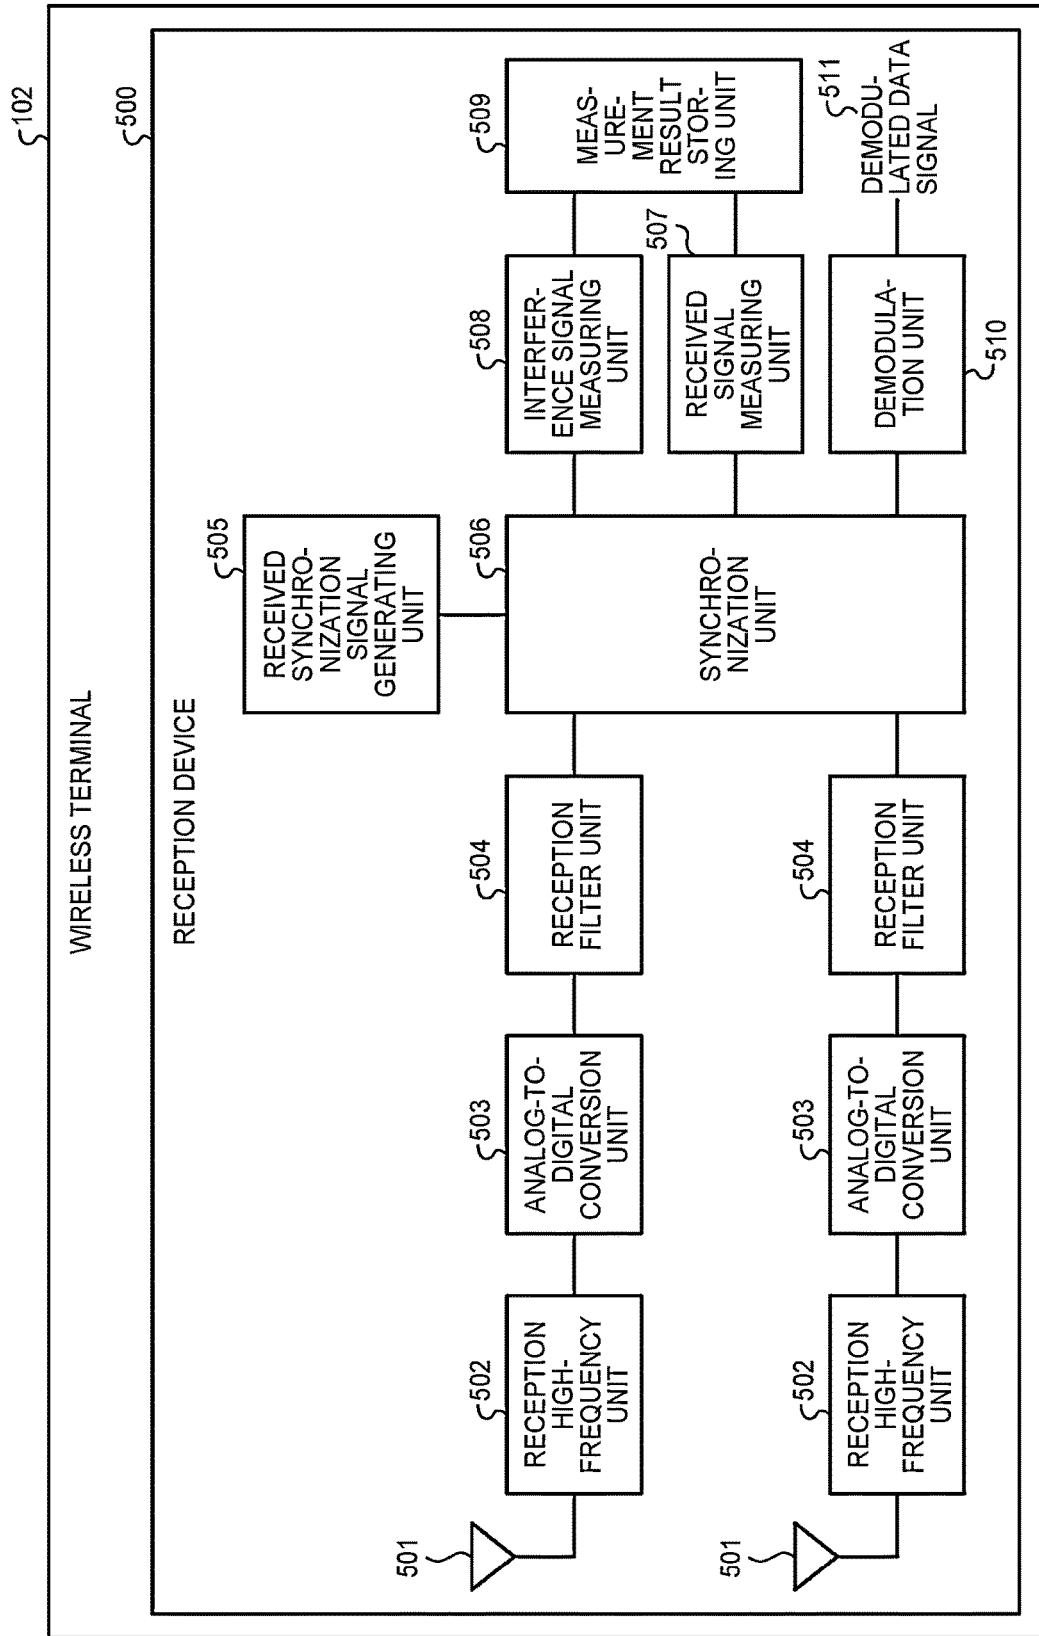 WIRELESS TERMINAL
102
RECEPTION DEVICE
500
501
502
RECEPTION
HIGH-
FREQUENCY
UNIT
503
ANALOG-TO-
DIGITAL
CONVERSION
UNIT
504
RECEPTION
FILTER UNIT
505
RECEIVED
SYNCHRO-
NIZATION
SIGNAL
GENERATING
UNIT
506
SYNCHRO-
NIZATION
UNIT
508
INTERFER-
ENCE SIGNAL
MEASURING
UNIT
509
MEAS-
URE-
MENT
RESULT
STOR-
ING UNIT
507
RECEIVED
SIGNAL
MEASURING
UNIT
501
502
RECEPTION
HIGH-
FREQUENCY
UNIT
503
ANALOG-TO-
DIGITAL
CONVERSION
UNIT
504
RECEPTION
FILTER UNIT
DEMODULA-
TION UNIT
510
511
DEMODU-
LATED DATA
SIGNAL